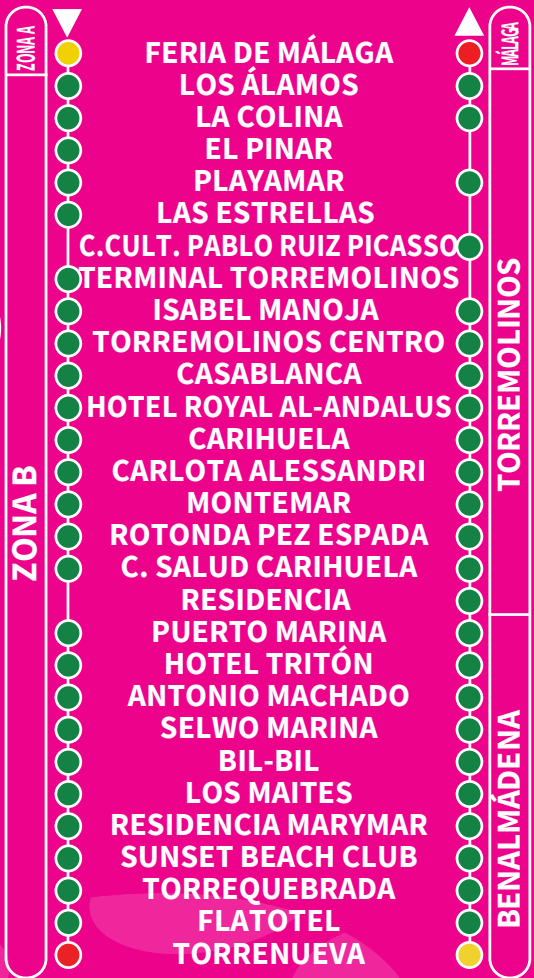 ZONA A
MÁLAGA
FERIA DE MÁLAGA
LOS ÁLAMOS
LA COLINA
EL PINAR
PLAYAMAR
LAS ESTRELLAS
C.CULT. PABLO RUIZ PICASSO
TERMINAL TORREMOLINOS
ISABEL MANOJA
TORREMOLINOS CENTRO
CASABLANCA
HOTEL ROYAL AL-ANDALUS
CARIHUELA
CARLOTA ALESSANDRI
MONTEMAR
ROTONDA PEZ ESPADA
C. SALUD CARIHUELA
RESIDENCIA
PUERTO MARINA
HOTEL TRITÓN
ANTONIO MACHADO
SELWO MARINA
BIL-BIL
LOS MAITES
RESIDENCIA MARYMAR
SUNSET BEACH CLUB
TORREQUEBRADA
FLATOTEL
TORRENUEVA
ZONA B
TORREMOLINOS
BENALMÁDENA